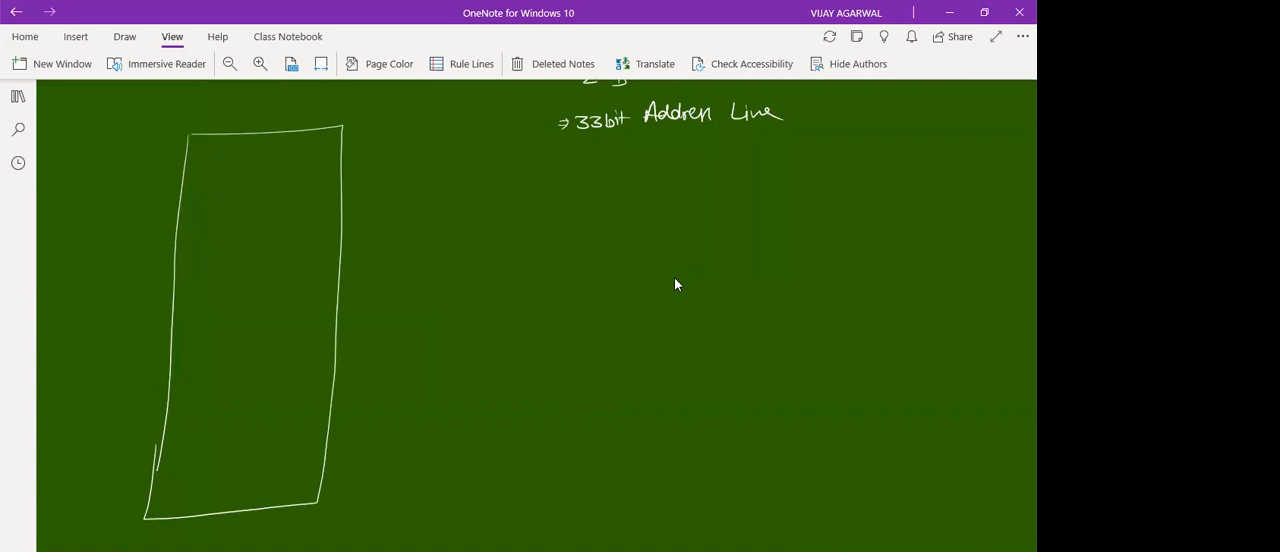 OneNote for Windows 10
VIJAY AGARWAL
Home Insert Draw View Help Class Notebook
Share
New Window Immersive Reader Page Color Rule Lines Deleted Notes Translate Check Accessibility Hide Authors
⇒ 33bit Address Line